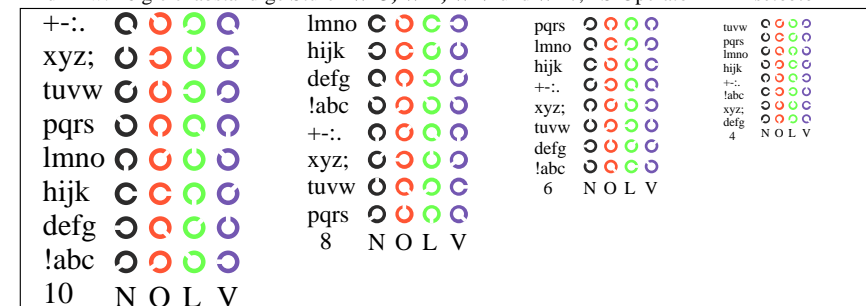 +-:.
xyz;
tuvw
pqrs
lmno
hijk
defg
!abc
10 N O L V
lmno
hijk
defg
!abc
+-:.
xyz;
tuvw
pqrs
8 N O L V
pqrs
lmno
hijk
+-:.
xyz;
tuvw
defg
!abc
6 N O L V
tuvw
pqrs
lmno
hijk
+-:.
!abc
xyz;
defg
4 N O L V